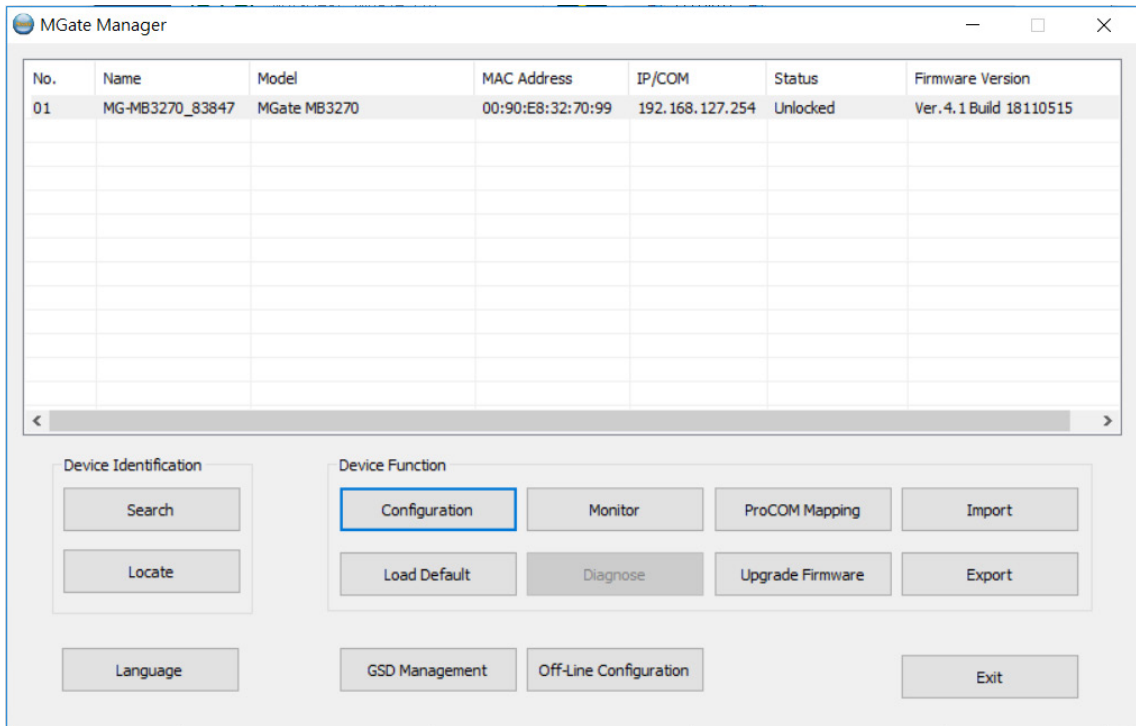 MGate Manager
No. Name Model MAC Address IP/COM Status Firmware Version
01 MG-MB3270_83847 MGate MB3270 00:90:E8:32:70:99 192.168.127.254 Unlocked Ver.4.1 Build 18110515
Device Identification Device Function
Search Configuration Monitor ProCOM Mapping Import
Locate Load Default Diagnose Upgrade Firmware Export
Language GSD Management Off-Line Configuration Exit